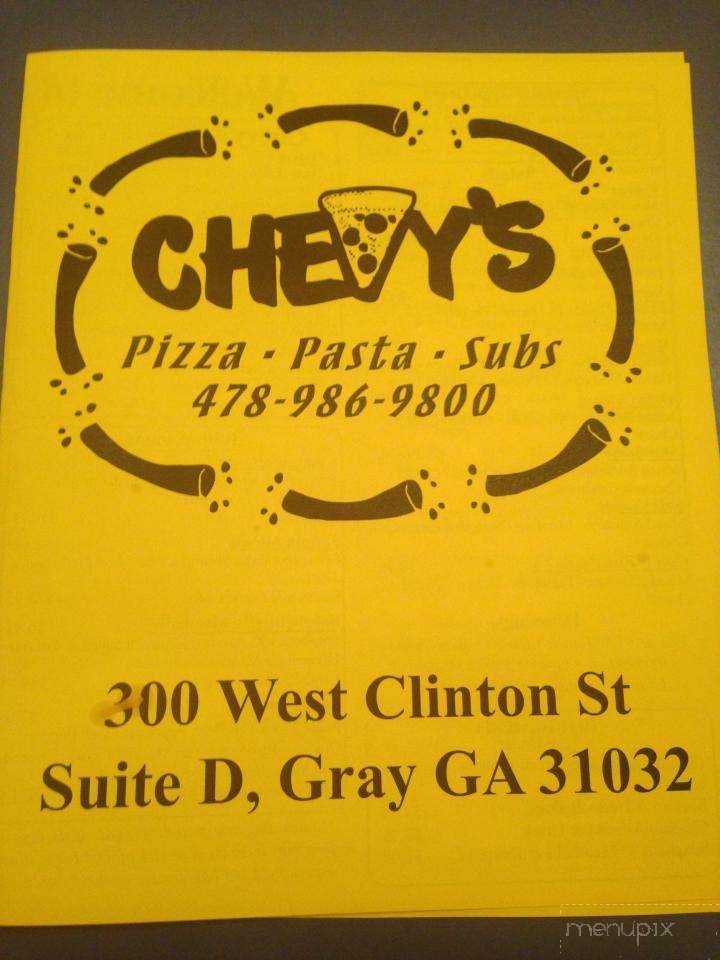 CHEVY'S
Pizza · Pasta · Subs
478-986-9800
300 West Clinton St
Suite D, Gray GA 31032
menupix